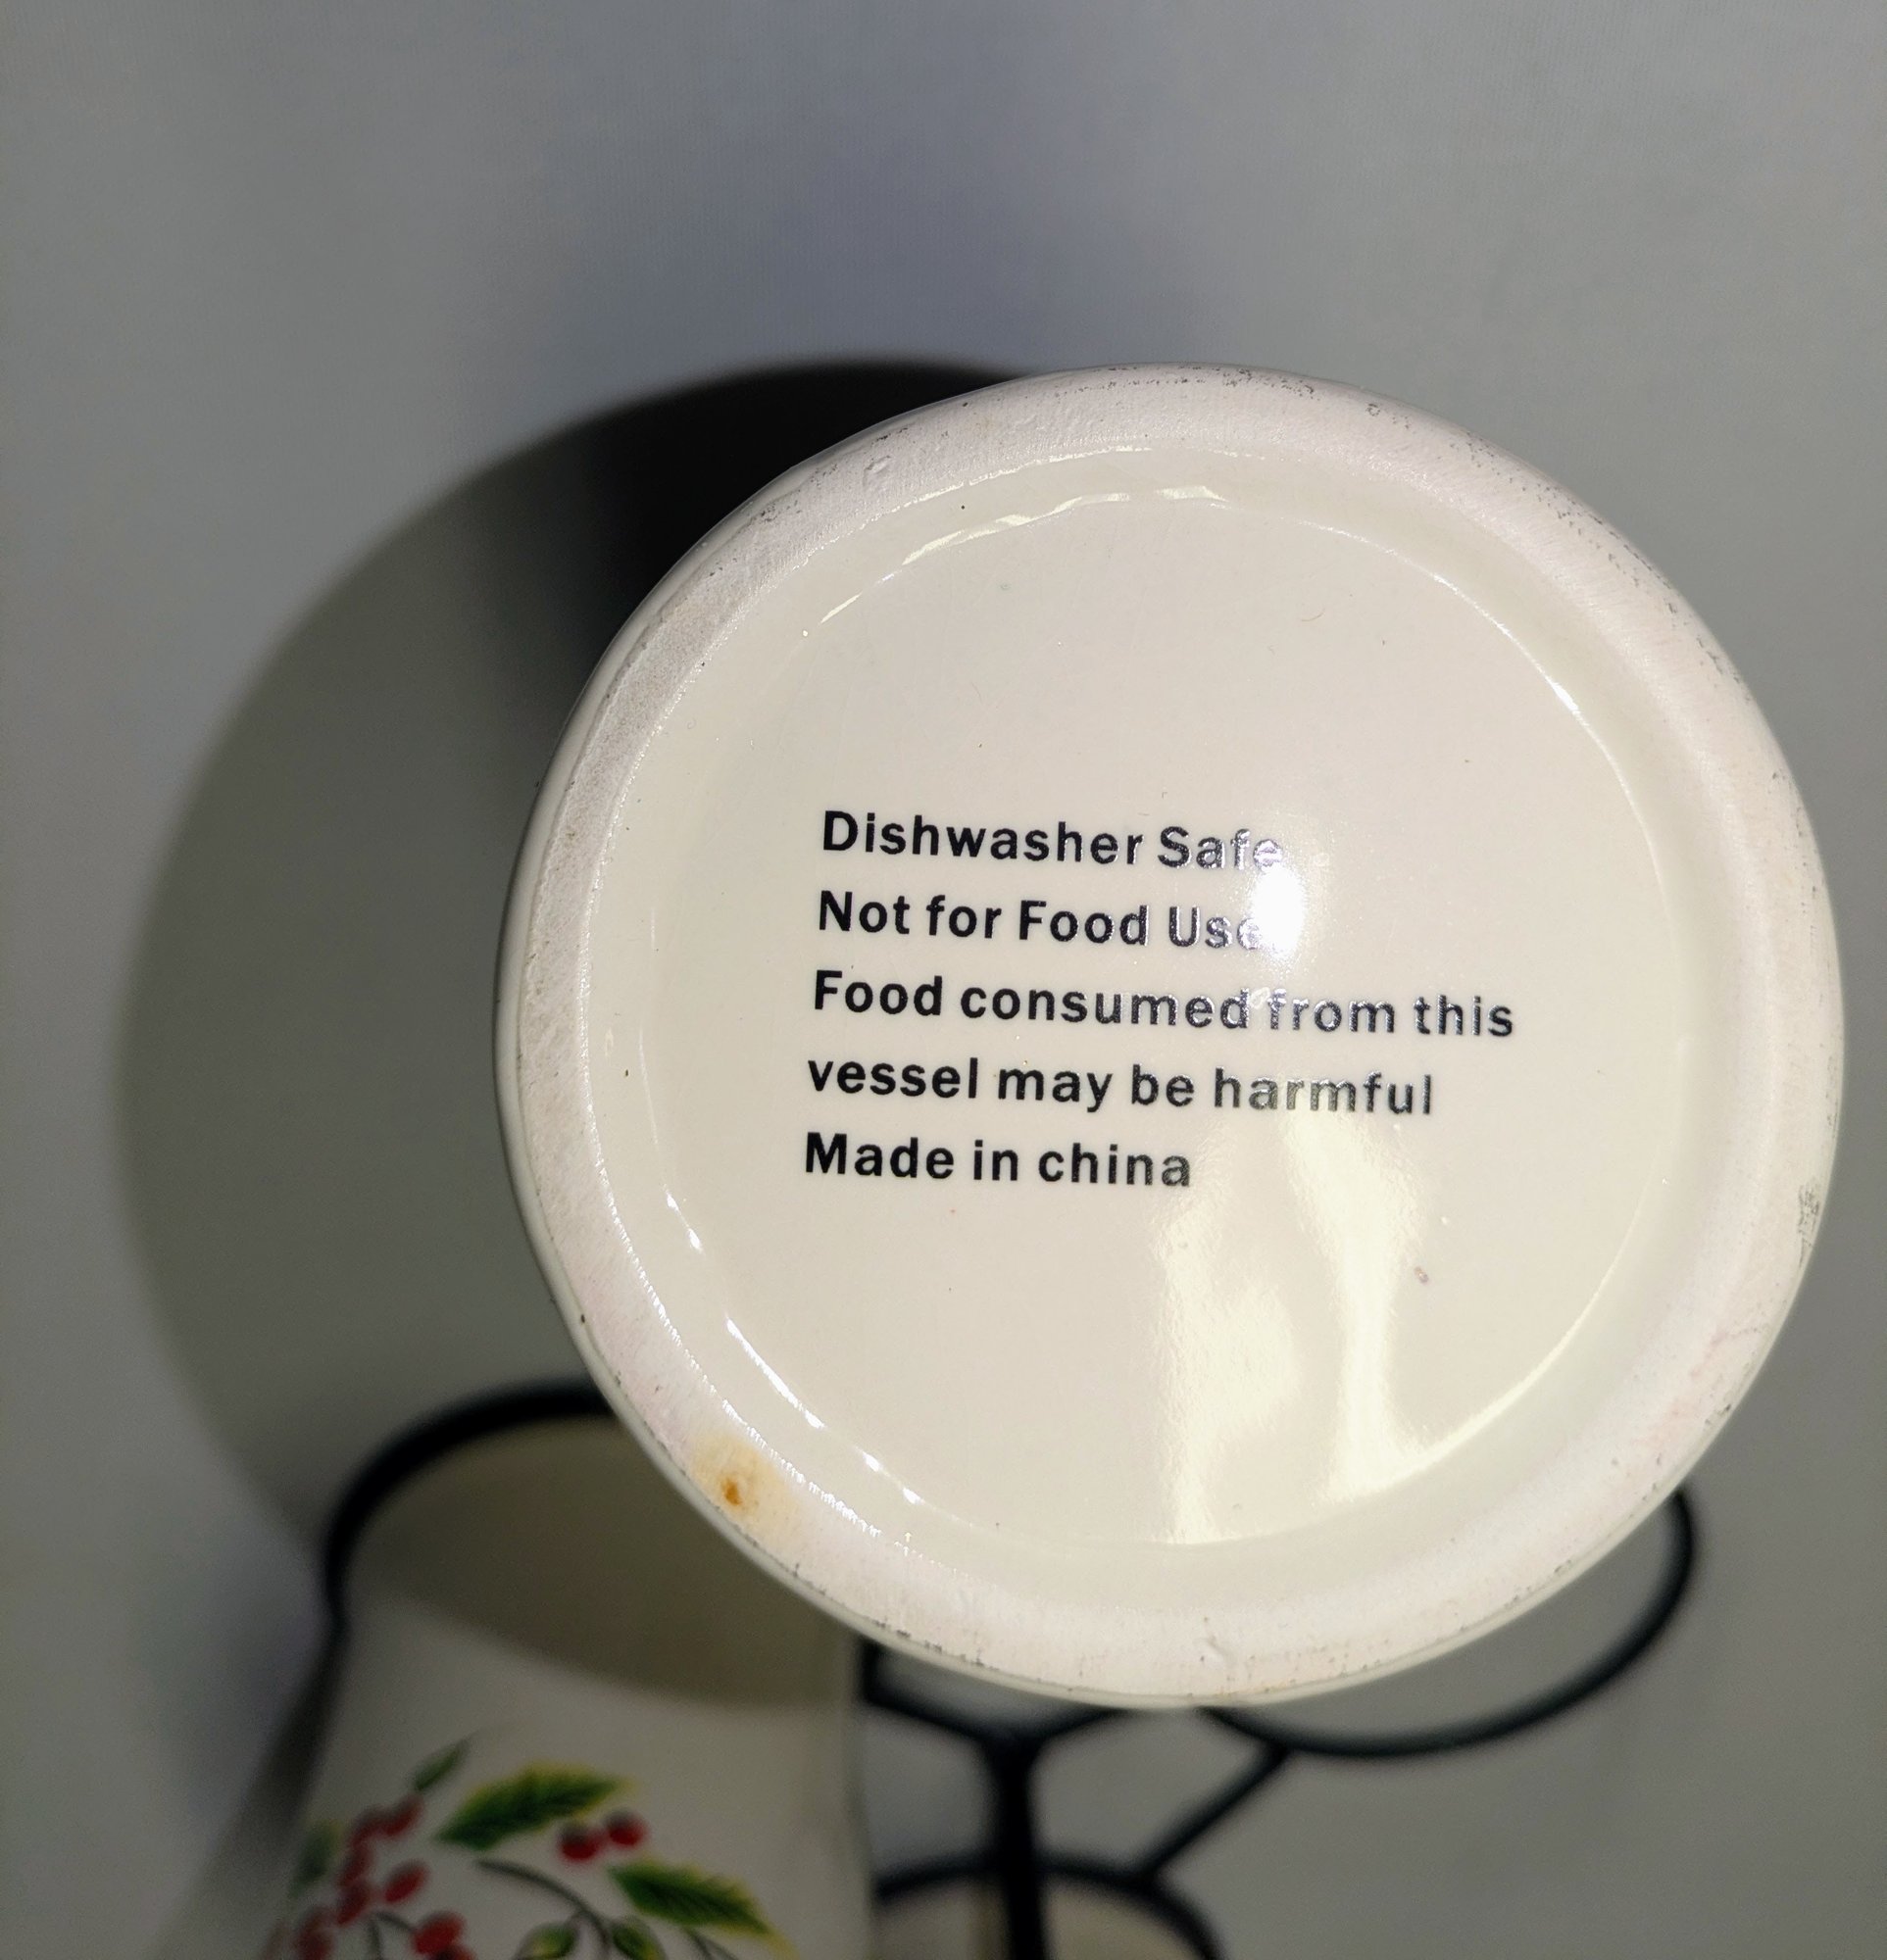 Dishwasher Safe
Not for Food Use
Food consumed from this
vessel may be harmful
Made in china